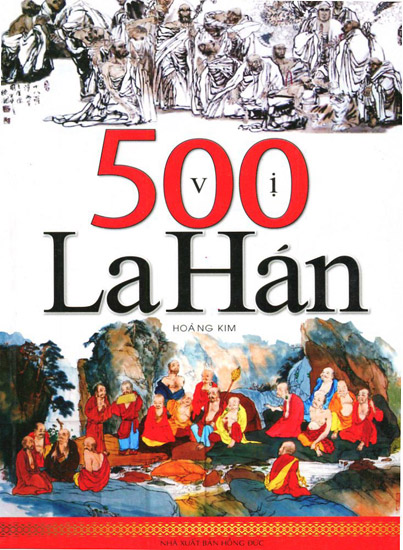 500
vị
La Hán
HOÀNG KIM
NHÀ XUẤT BẢN HỒNG ĐỨC